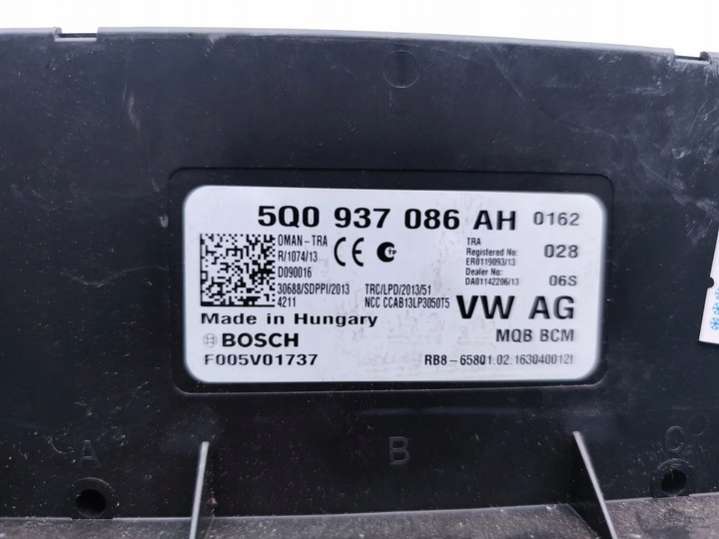 5Q0 937 086 AH 0162
OMAN-TRA
R/1074/13
D090016
CE
TRA
Registered No:
ER0119093/13
Dealer No:
DA01142206/13
028
06S
30688/SDPPI/2013
4211
TRC/LPD/2013/51
NCC CCAB13LP3050T5
VW AG
Made in Hungary
BOSCH
F005V01737
MQB BCM
RB8-65801.02.1630400121
A B C